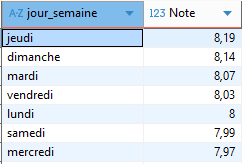 A-Z jour_semaine 123 Note
jeudi 8,19
dimanche 8,14
mardi 8,07
vendredi 8,03
lundi 8
samedi 7,99
mercredi 7,97